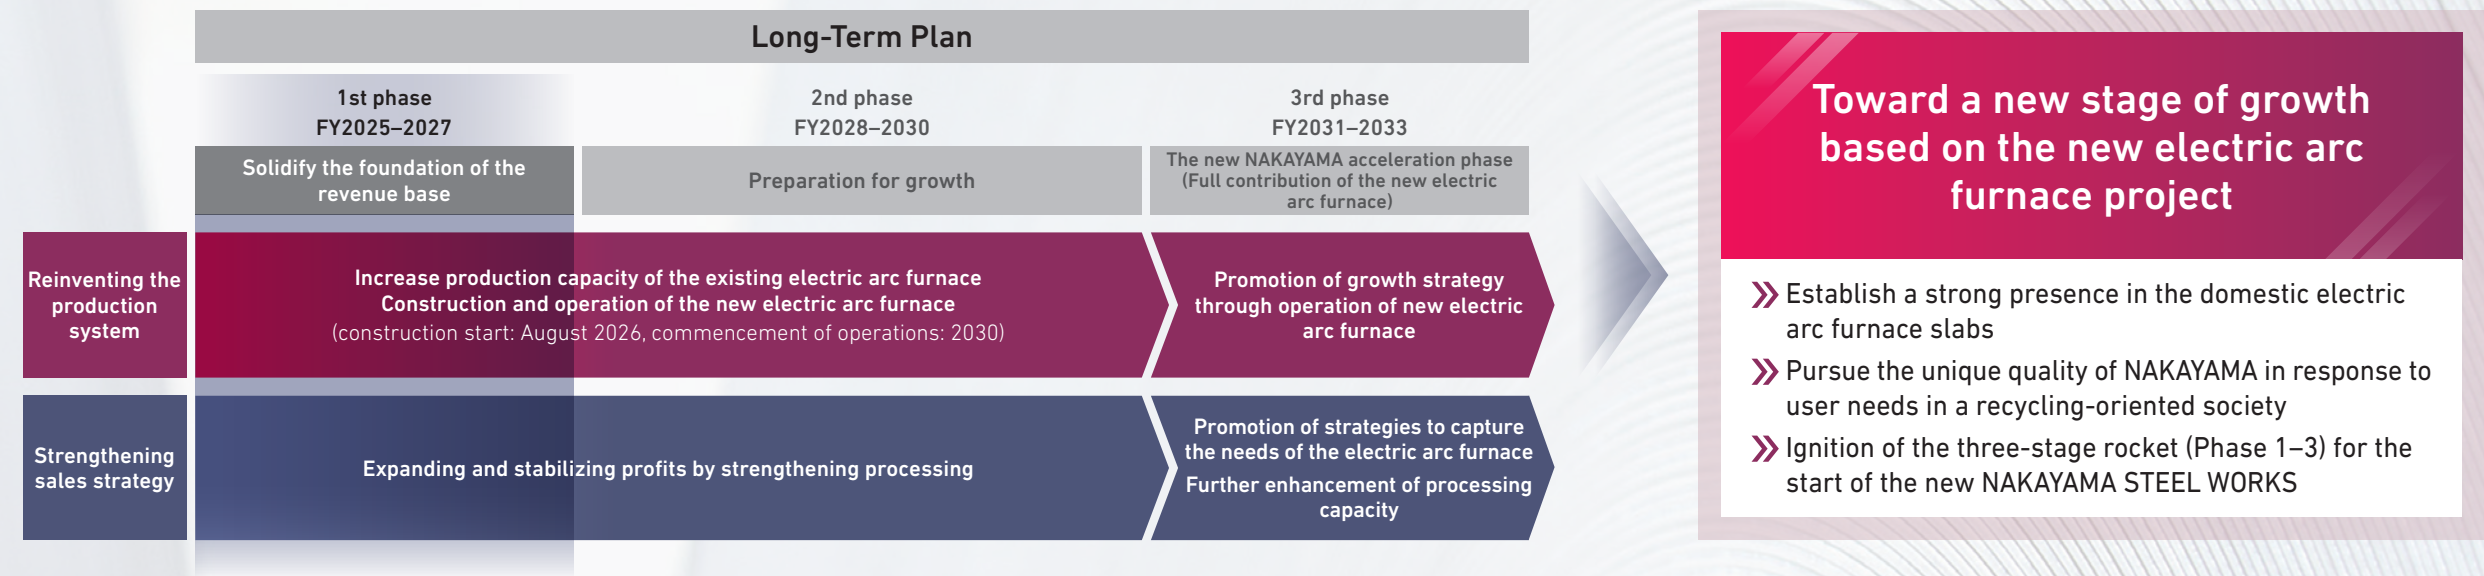 Long-Term Plan
1st phase
FY2025–2027
2nd phase
FY2028–2030
3rd phase
FY2031–2033
Solidify the foundation of the
revenue base
Preparation for growth
The new NAKAYAMA acceleration phase
(Full contribution of the new electric
arc furnace)
Reinventing the
production
system
Increase production capacity of the existing electric arc furnace
Construction and operation of the new electric arc furnace
(construction start: August 2026, commencement of operations: 2030)
Promotion of growth strategy
through operation of new electric
arc furnace
Strengthening
sales strategy
Expanding and stabilizing profits by strengthening processing
Promotion of strategies to capture
the needs of the electric arc furnace
Further enhancement of processing
capacity
Toward a new stage of growth
based on the new electric arc
furnace project
Establish a strong presence in the domestic electric
arc furnace slabs
Pursue the unique quality of NAKAYAMA in response to
user needs in a recycling-oriented society
Ignition of the three-stage rocket (Phase 1–3) for the
start of the new NAKAYAMA STEEL WORKS